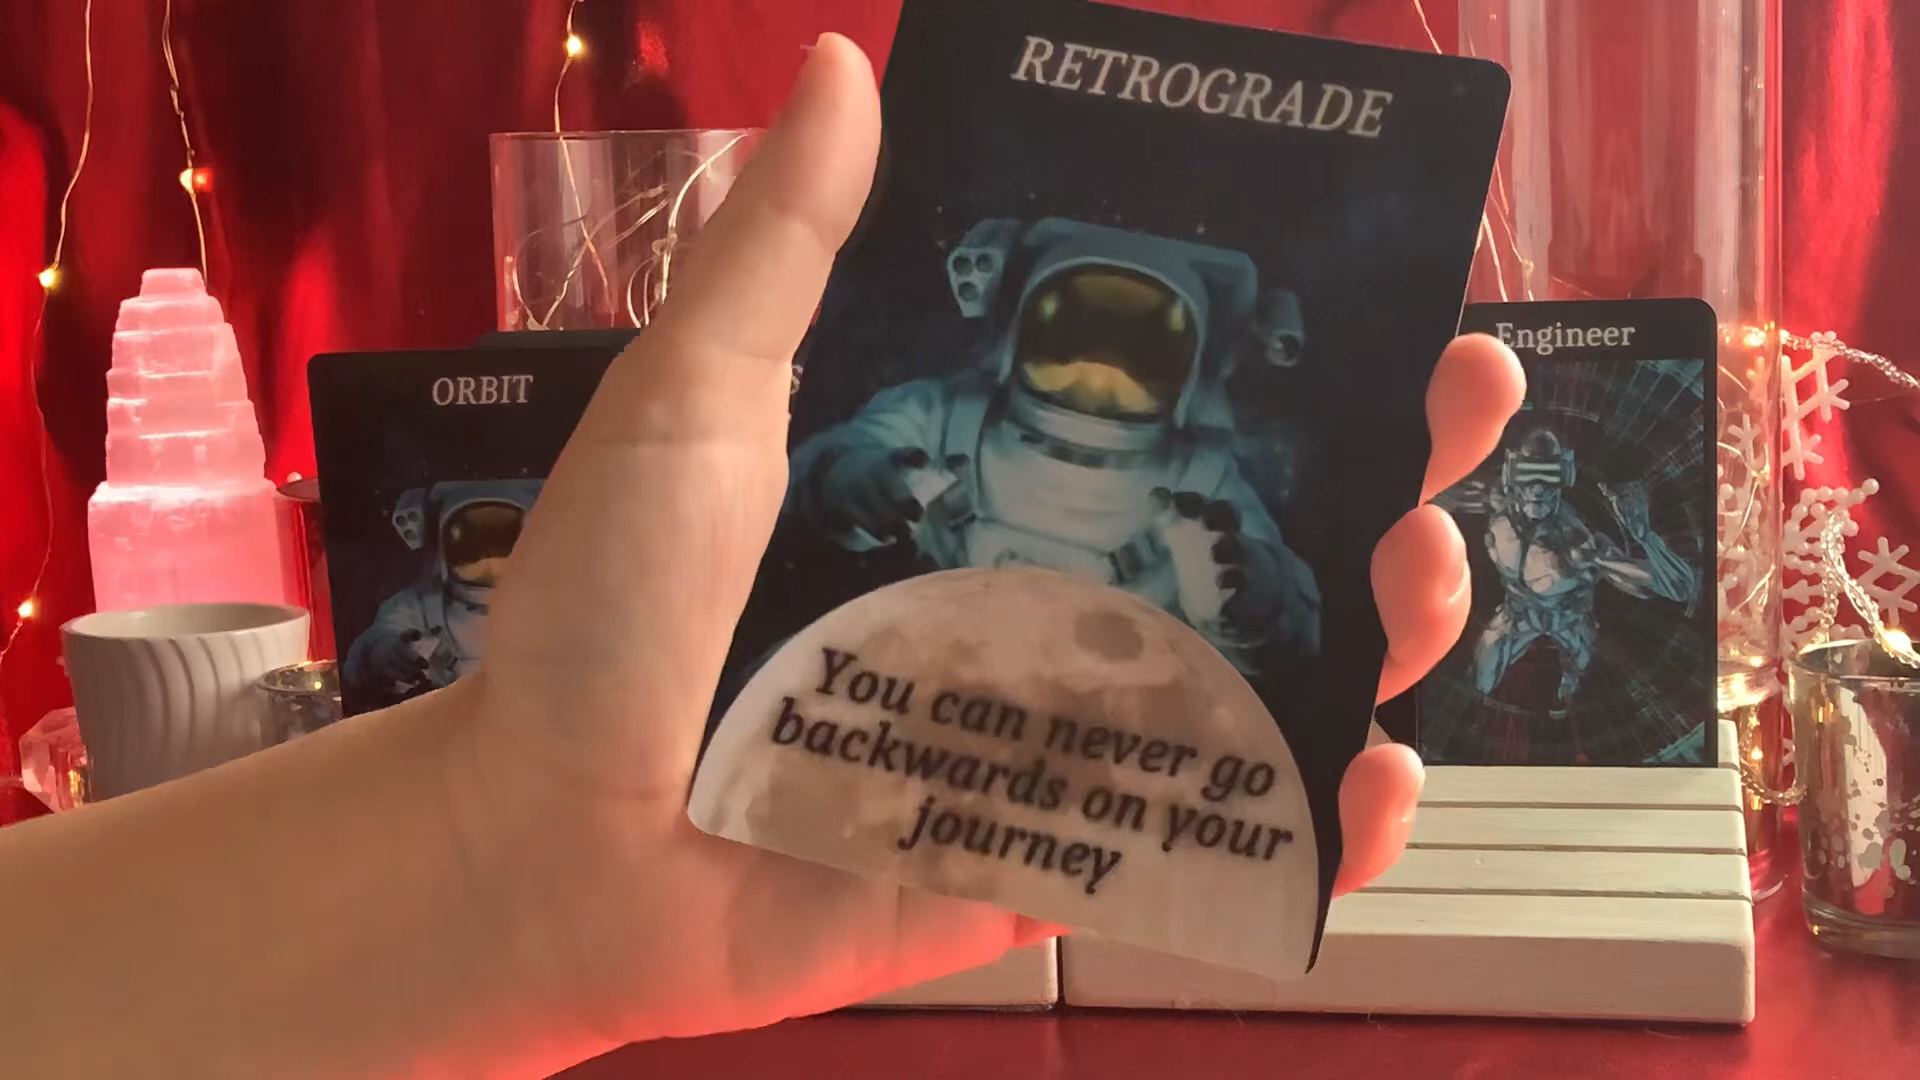 RETROGRADE
You can never go
backwards on your
journey
ORBIT
Engineer